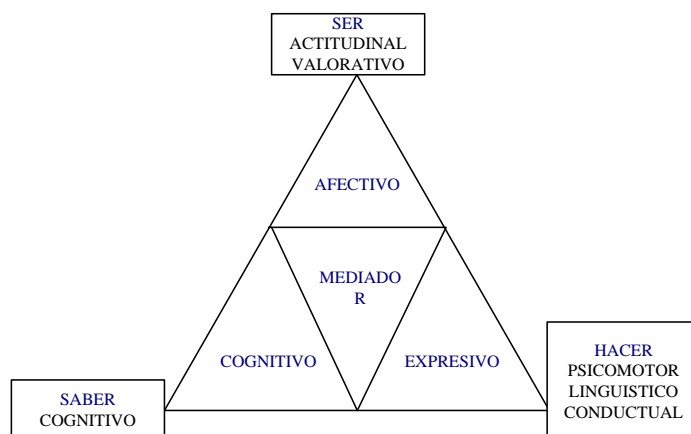 SER
ACTITUDINAL
VALORATIVO
AFECTIVO
MEDIADO
R
COGNITIVO
EXPRESIVO
HACER
PSICOMOTOR
LINGUISTICO
CONDUCTUAL
SABER
COGNITIVO